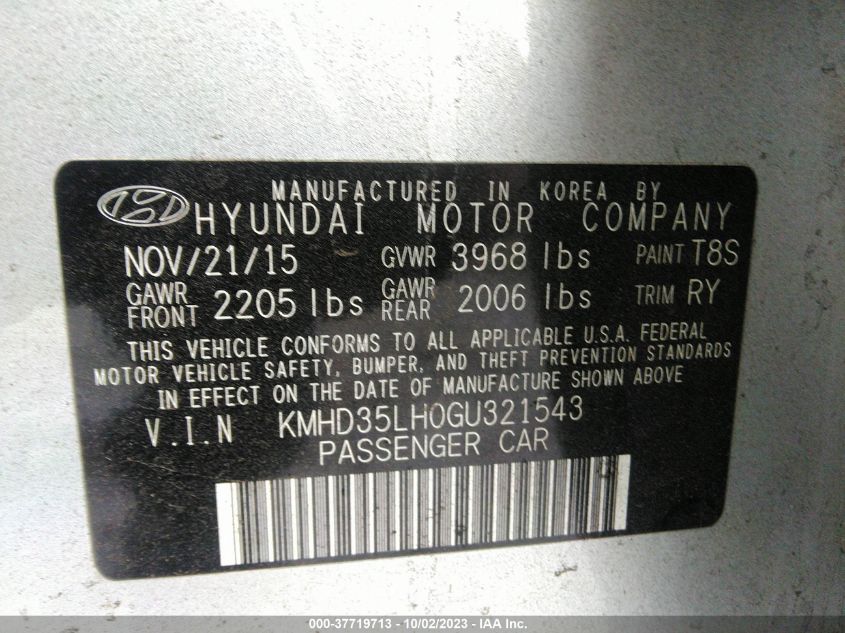 MANUFACTURED IN KOREA BY
HYUNDAI MOTOR COMPANY
NOV/21/15 GVWR 3968 lbs PAINT T8S
GAWR FRONT 2205 lbs GAWR REAR 2006 lbs TRIM RY
THIS VEHICLE CONFORMS TO ALL APPLICABLE U.S.A. FEDERAL
MOTOR VEHICLE SAFETY, BUMPER, AND THEFT PREVENTION STANDARDS
IN EFFECT ON THE DATE OF MANUFACTURE SHOWN ABOVE
V.I.N KMHD35LH0GU321543
PASSENGER CAR
000-37719713 - 10/02/2023 - IAA Inc.